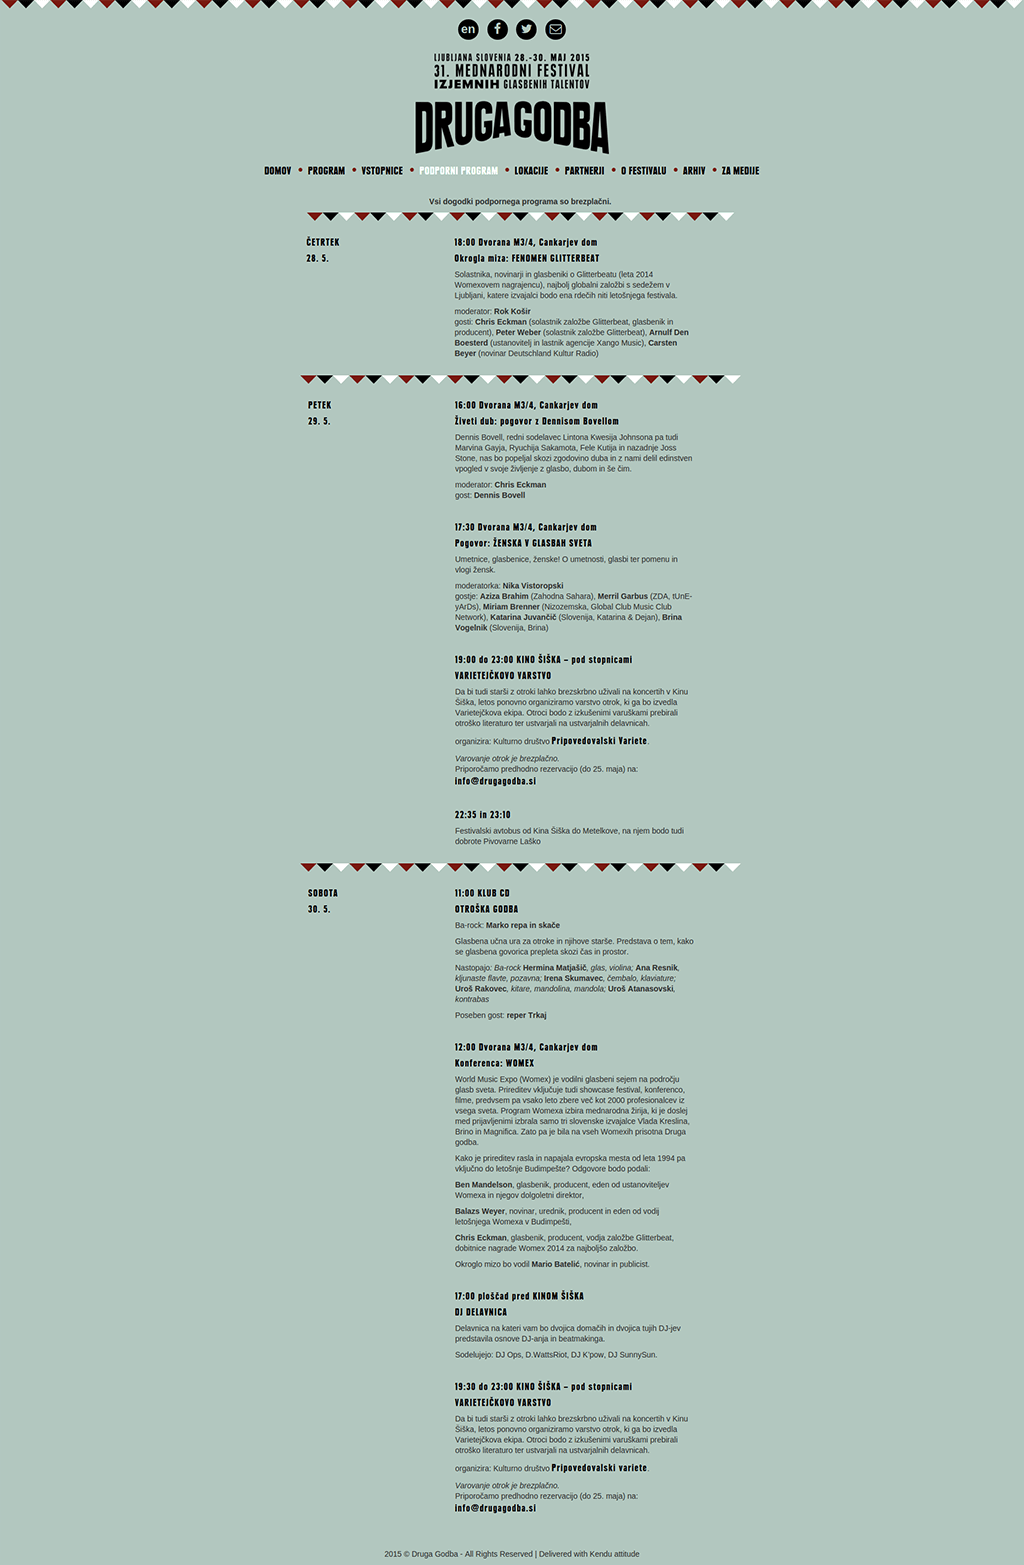 en
LJUBLJANA SLOVENIA 28.-30. MAJ 2015
31. MEDNARODNI FESTIVAL
IZJEMNIH GLASBENIH TALENTOV
DRUGAGODBA
DOMOV • PROGRAM • VSTOPNICE • PODPORNI PROGRAM • LOKACIJE • PARTNERJI • O FESTIVALU • ARHIV • ZA MEDIJE
Vsi dogodki podpornega programa so brezplačni.
ČETRTEK
28. 5.
18:00 Dvorana M3/4, Cankarjev dom
Okrogla miza: FENOMEN GLITTERBEAT
Solastnika, novinarji in glasbeniki o Glitterbeatu (leta 2014
Womexovem nagrajencu), najbolj globalni založbi s sedežem v
Ljubljani, katere izvajalci bodo ena rdečih niti letošnjega festivala.
moderator: Rok Košir
gosti: Chris Eckman (solastnik založbe Glitterbeat, glasbenik in
producent), Peter Weber (solastnik založbe Glitterbeat), Arnulf Den
Boesterd (ustanovitelj in lastnik agencije Xango Music), Carsten
Beyer (novinar Deutschland Kultur Radio)
PETEK
29. 5.
16:00 Dvorana M3/4, Cankarjev dom
Živeti dub: pogovor z Dennisom Bovellom
Dennis Bovell, redni sodelavec Lintona Kwesija Johnsona pa tudi
Marvina Gayja, Ryuchija Sakamota, Fele Kutija in nazadnje Joss
Stone, nas bo popeljal skozi zgodovino duba in z nami delil edinstven
vpogled v svoje življenje z glasbo, dubom in še čim.
moderator: Chris Eckman
gost: Dennis Bovell
17:30 Dvorana M3/4, Cankarjev dom
Pogovor: ŽENSKA V GLASBAH SVETA
Umetnice, glasbenice, ženske! O umetnosti, glasbi ter pomenu in
vlogi žensk.
moderatorka: Nika Vistoropski
gostje: Aziza Brahim (Zahodna Sahara), Merril Garbus (ZDA, tUnE-
yArDs), Miriam Brenner (Nizozemska, Global Club Music Club
Network), Katarina Juvančič (Slovenija, Katarina & Dejan), Brina
Vogelnik (Slovenija, Brina)
19:00 do 23:00 KINO ŠIŠKA – pod stopnicami
VARIETEJČKOVO VARSTVO
Da bi tudi starši z otroki lahko brezskrbno uživali na koncertih v Kinu
Šiška, letos ponovno organiziramo varstvo otrok, ki ga bo izvedla
Varietejčkova ekipa. Otroci bodo z izkušenimi varuškami prebirali
otroško literaturo ter ustvarjali na ustvarjalnih delavnicah.
organizira: Kulturno društvo Pripovedovalski Variete.
Varovanje otrok je brezplačno.
Priporočamo predhodno rezervacijo (do 25. maja) na:
info@drugagodba.si
22:35 in 23:10
Festivalski avtobus od Kina Šiška do Metelkove, na njem bodo tudi
dobrote Pivovarne Laško
SOBOTA
30. 5.
11:00 KLUB CD
OTROŠKA GODBA
Ba-rock: Marko repa in skače
Glasbena učna ura za otroke in njihove starše. Predstava o tem, kako
se glasbena govorica prepleta skozi čas in prostor.
Nastopajo: Ba-rock Hermina Matjašič, glas, violina; Ana Resnik,
kljunaste flavte, pozavna; Irena Skumavec, čembalo, klaviature;
Uroš Rakovec, kitare, mandolina, mandola; Uroš Atanasovski,
kontrabas
Poseben gost: reper Trkaj
12:00 Dvorana M3/4, Cankarjev dom
Konferenca: WOMEX
World Music Expo (Womex) je vodilni glasbeni sejem na področju
glasb sveta. Prireditev vključuje tudi showcase festival, konferenco,
filme, predvsem pa vsako leto zbere več kot 2000 profesionalcev iz
vsega sveta. Program Womexa izbira mednarodna žirija, ki je doslej
med prijavljenimi izbrala samo tri slovenske izvajalce Vlada Kreslina,
Brino in Magnifica. Zato pa je bila na vseh Womexih prisotna Druga
godba.
Kako je prireditev rasla in napajala evropska mesta od leta 1994 pa
vključno do letošnje Budimpešte? Odgovore bodo podali:
Ben Mandelson, glasbenik, producent, eden od ustanoviteljev
Womexa in njegov dolgoletni direktor,
Balazs Weyer, novinar, urednik, producent in eden od vodij
letošnjega Womexa v Budimpešti,
Chris Eckman, glasbenik, producent, vodja založbe Glitterbeat,
dobitnice nagrade Womex 2014 za najboljšo založbo.
Okroglo mizo bo vodil Mario Batelić, novinar in publicist.
17:00 ploščad pred KINOM ŠIŠKA
DJ DELAVNICA
Delavnica na kateri vam bo dvojica domačih in dvojica tujih DJ-jev
predstavila osnove DJ-anja in beatmakinga.
Sodelujejo: DJ Ops, D.WattsRiot, DJ K'pow, DJ SunnySun.
19:30 do 23:00 KINO ŠIŠKA – pod stopnicami
VARIETEJČKOVO VARSTVO
Da bi tudi starši z otroki lahko brezskrbno uživali na koncertih v Kinu
Šiška, letos ponovno organiziramo varstvo otrok, ki ga bo izvedla
Varietejčkova ekipa. Otroci bodo z izkušenimi varuškami prebirali
otroško literaturo ter ustvarjali na ustvarjalnih delavnicah.
organizira: Kulturno društvo Pripovedovalski variete.
Varovanje otrok je brezplačno.
Priporočamo predhodno rezervacijo (do 25. maja) na:
info@drugagodba.si
2015 © Druga Godba - All Rights Reserved | Delivered with Kendu attitude